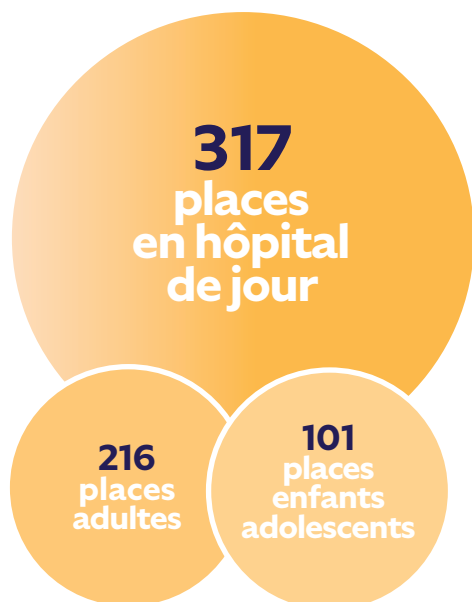 317
places
en hôpital
de jour
216
places
adultes
101
places
enfants
adolescents